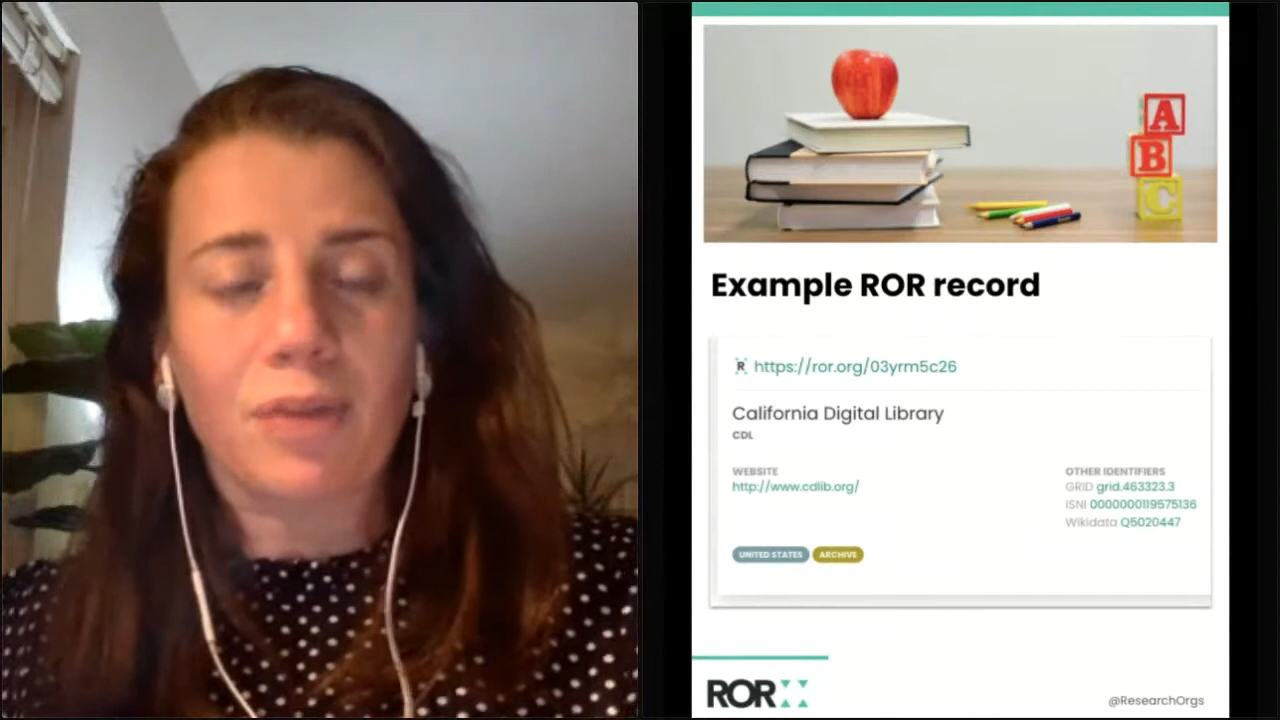 A
B
C
Example ROR record
R https://ror.org/03yrm5c26
California Digital Library
CDL
WEBSITE
http://www.cdlib.org/
OTHER IDENTIFIERS
GRID grid.463323.3
ISNI 0000000119575136
Wikidata Q5020447
UNITED STATES ARCHIVE
ROR
@ResearchOrgs